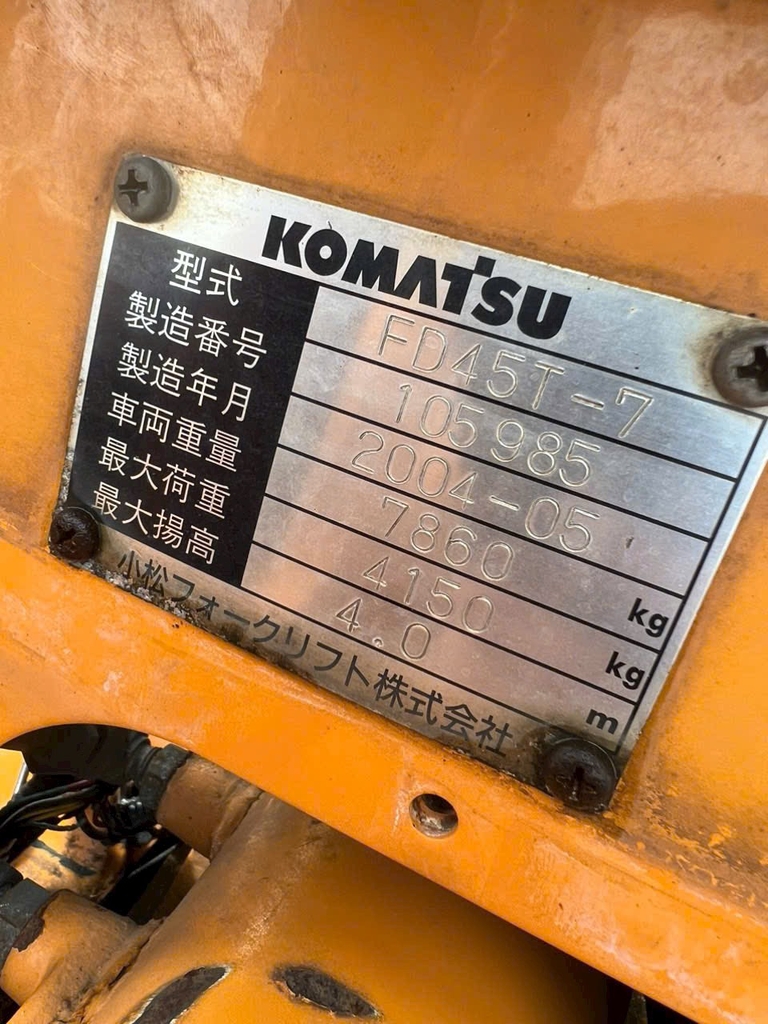 KOMATSU
型式 FD45T-7
製造番号 105985
製造年月 2004-05
車両重量 7860 kg
最大荷重 4150 kg
最大揚高 4.0 m
小松フォークリフト株式会社